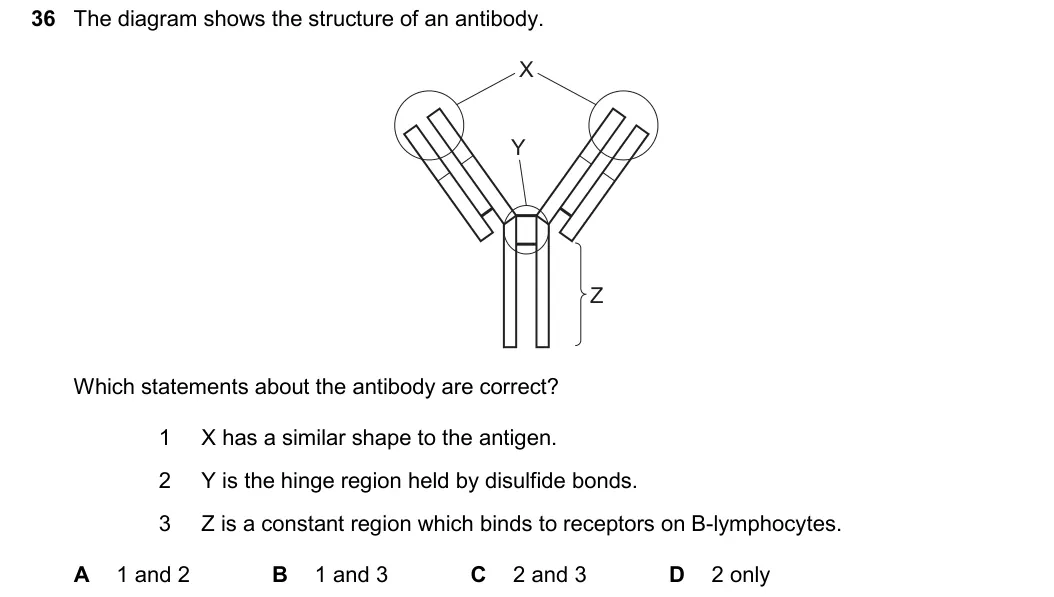 36 The diagram shows the structure of an antibody.
X
Y
Z
Which statements about the antibody are correct?
1 X has a similar shape to the antigen.
2 Y is the hinge region held by disulfide bonds.
3 Z is a constant region which binds to receptors on B-lymphocytes.
A 1 and 2 B 1 and 3 C 2 and 3 D 2 only